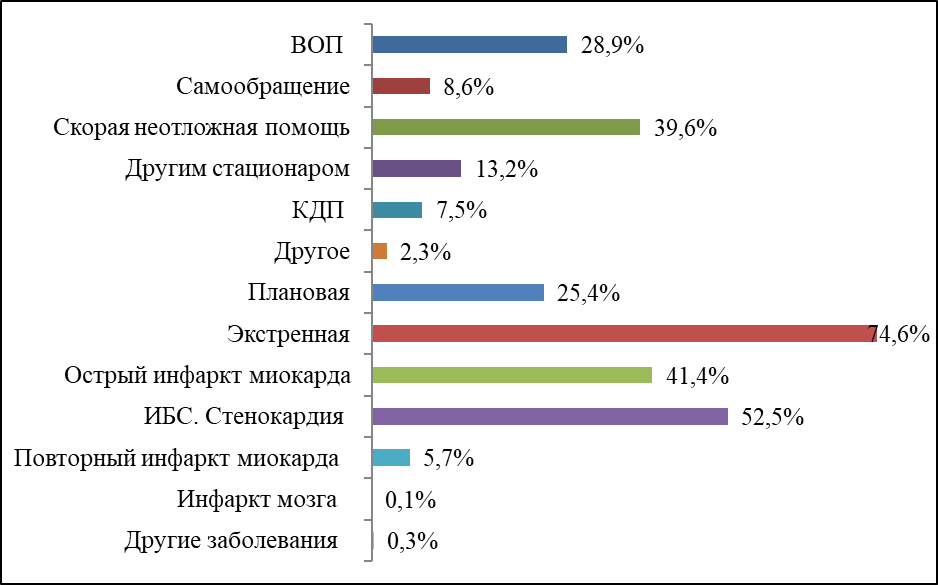 ВОП 28,9%
Самообращение 8,6%
Скорая неотложная помощь 39,6%
Другим стационаром 13,2%
КДП 7,5%
Другое 2,3%
Плановая 25,4%
Экстренная 74,6%
Острый инфаркт миокарда 41,4%
ИБС. Стенокардия 52,5%
Повторный инфаркт миокарда 5,7%
Инфаркт мозга 0,1%
Другие заболевания 0,3%